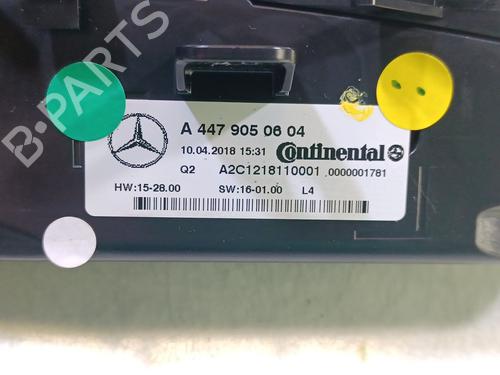 B-PARTS
A 447 905 06 04
10.04.2018 15:31 Continental
Q2 A2C1218110001 0000001781
HW:15-28.00 SW:16-01.00 L4